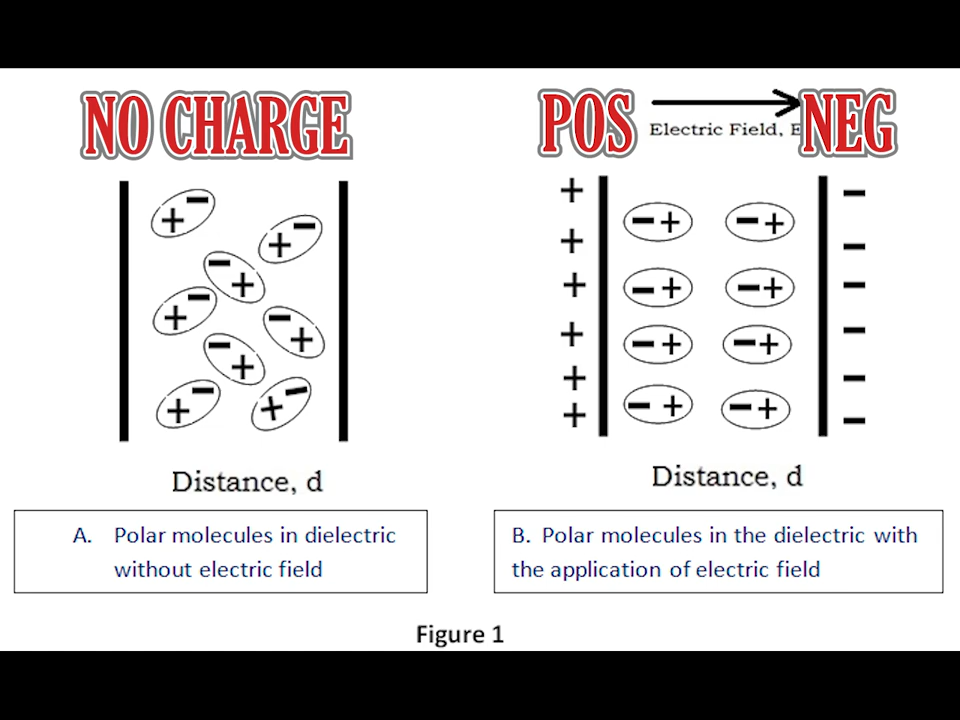 NO CHARGE
POS
NEG
Electric Field, E
Distance, d
Distance, d
A. Polar molecules in dielectric
without electric field
B. Polar molecules in the dielectric with
the application of electric field
Figure 1